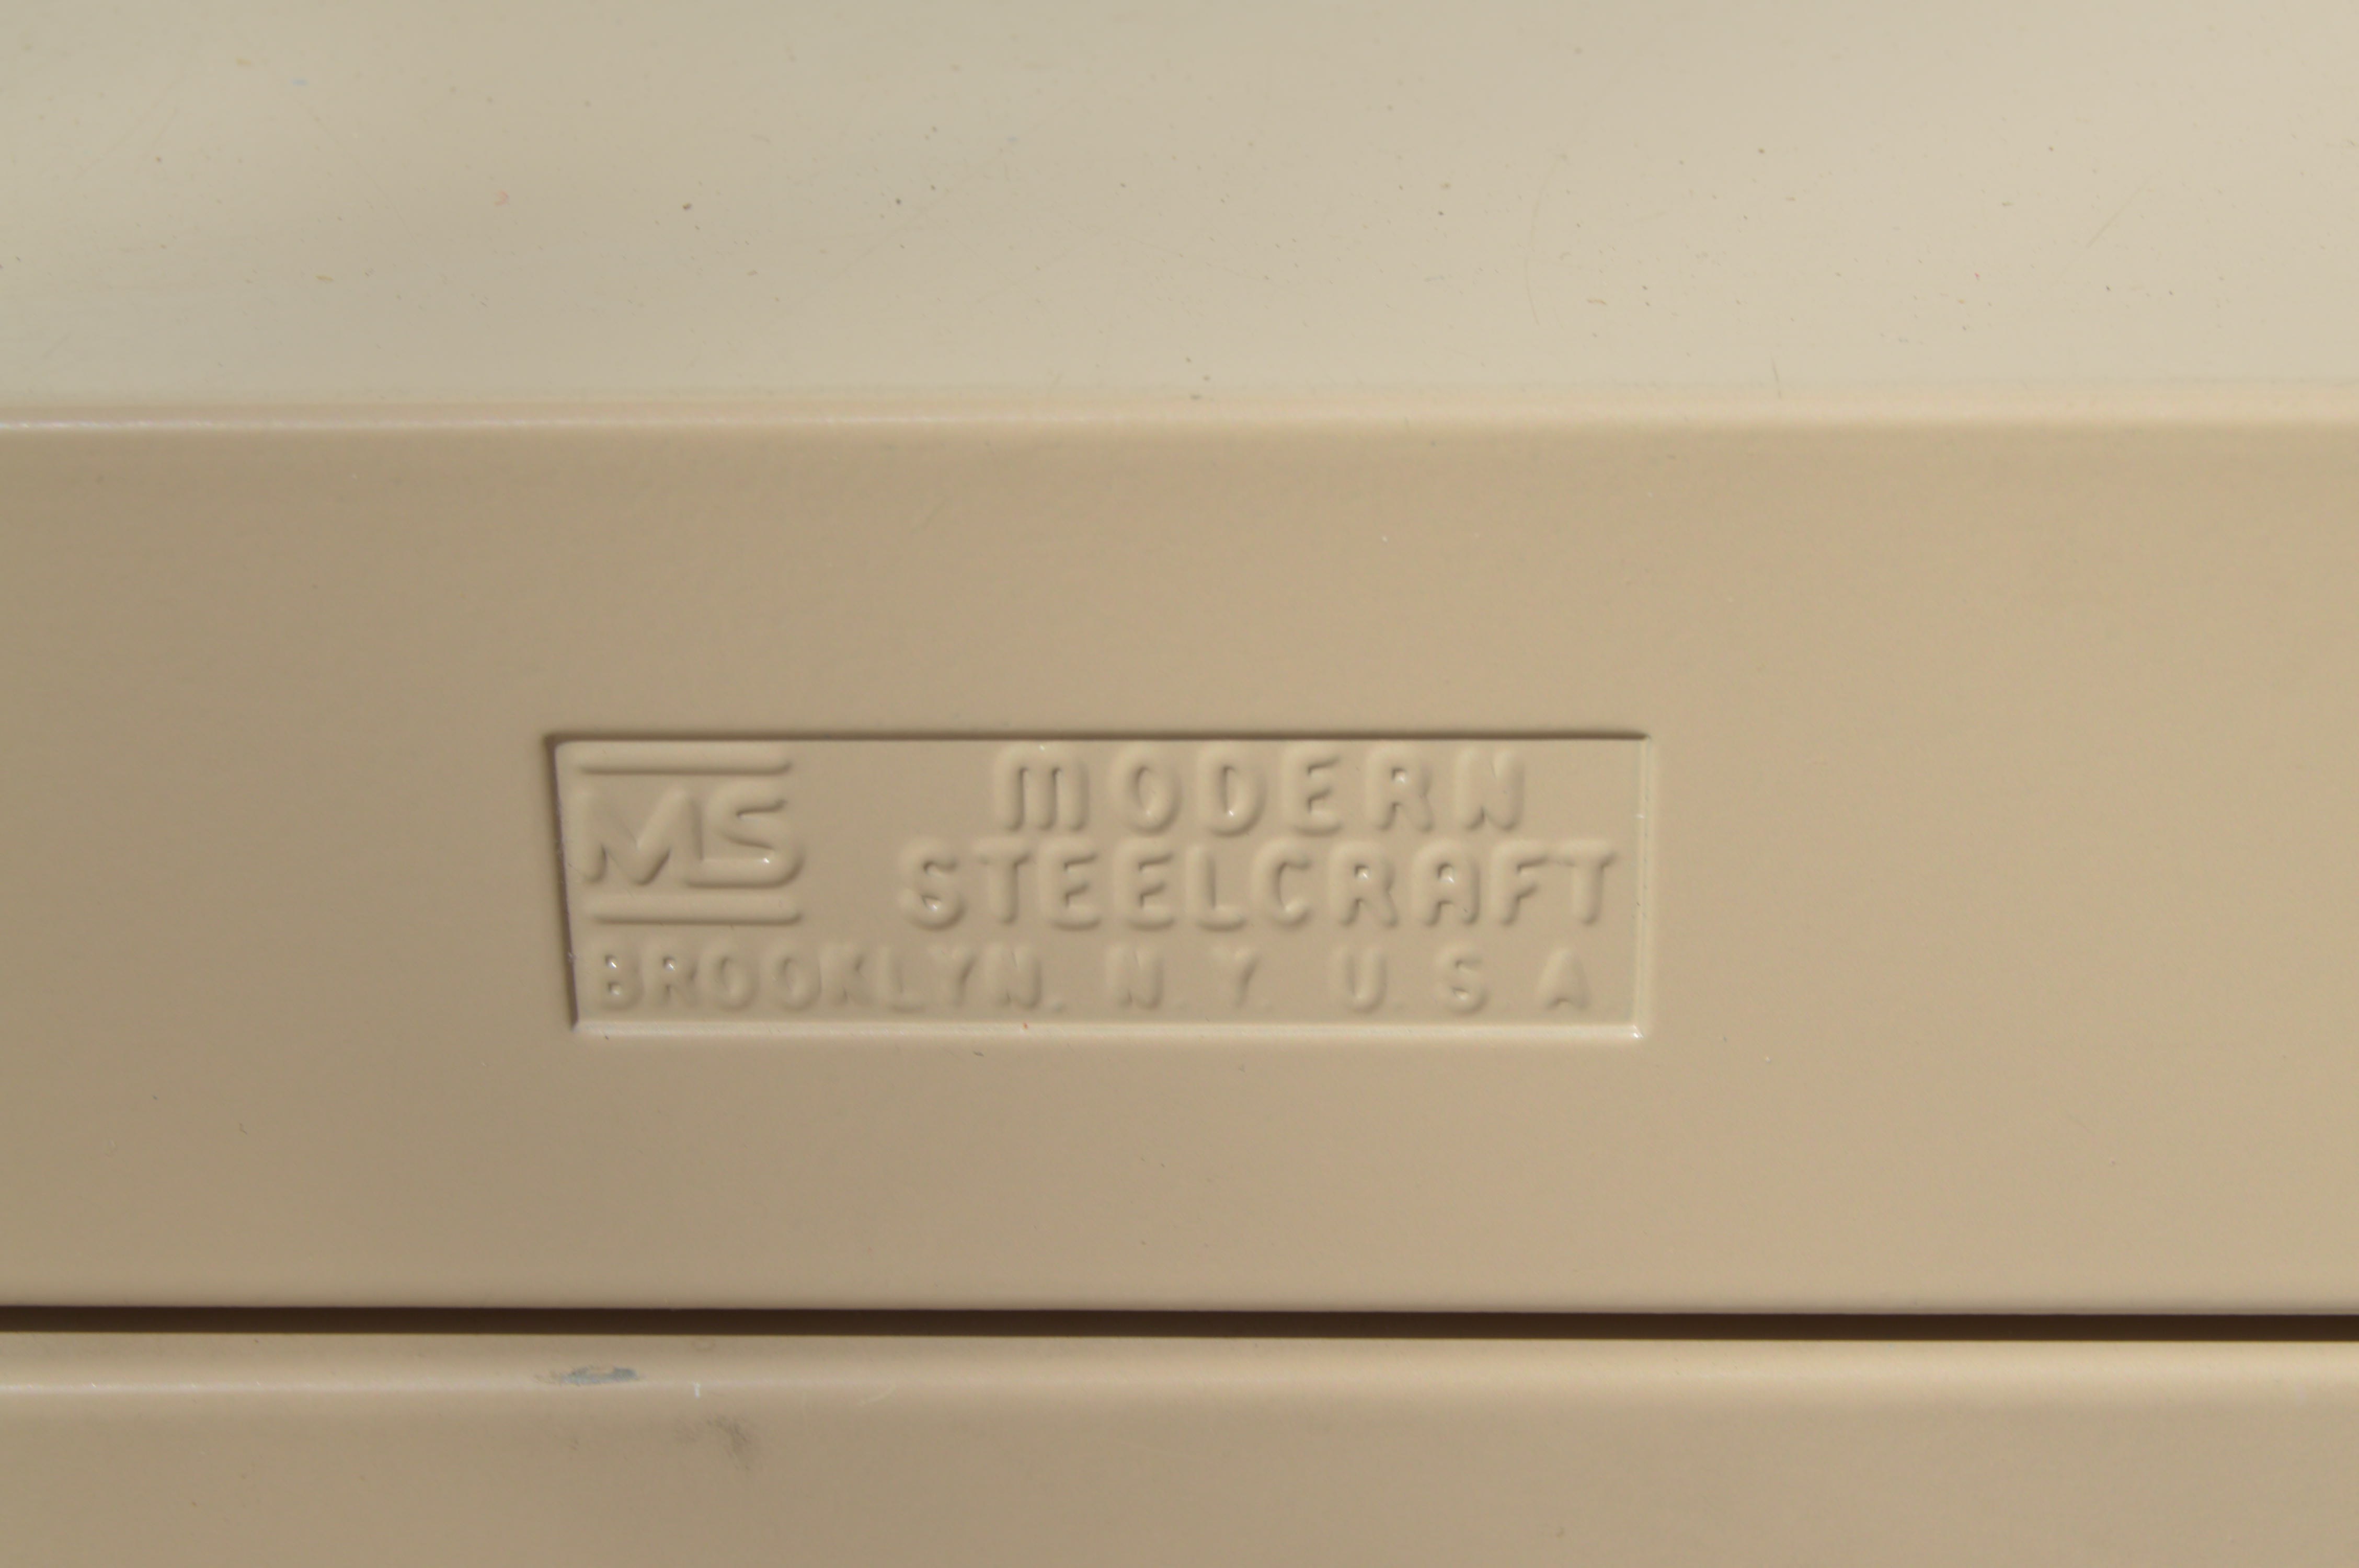 MS
MODERN
STEELCRAFT
BROOKLYN. N. Y. U. S. A